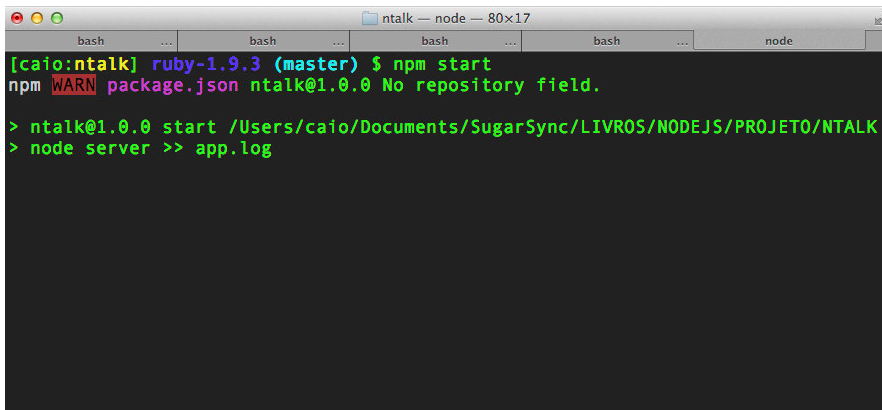 ntalk — node — 80×17
bash ... bash ... bash ... bash ... node
[caio:ntalk] ruby-1.9.3 (master) $ npm start
npm WARN package.json ntalk@1.0.0 No repository field.
> ntalk@1.0.0 start /Users/caio/Documents/SugarSync/LIVROS/NODEJS/PROJETO/NTALK
> node server >> app.log